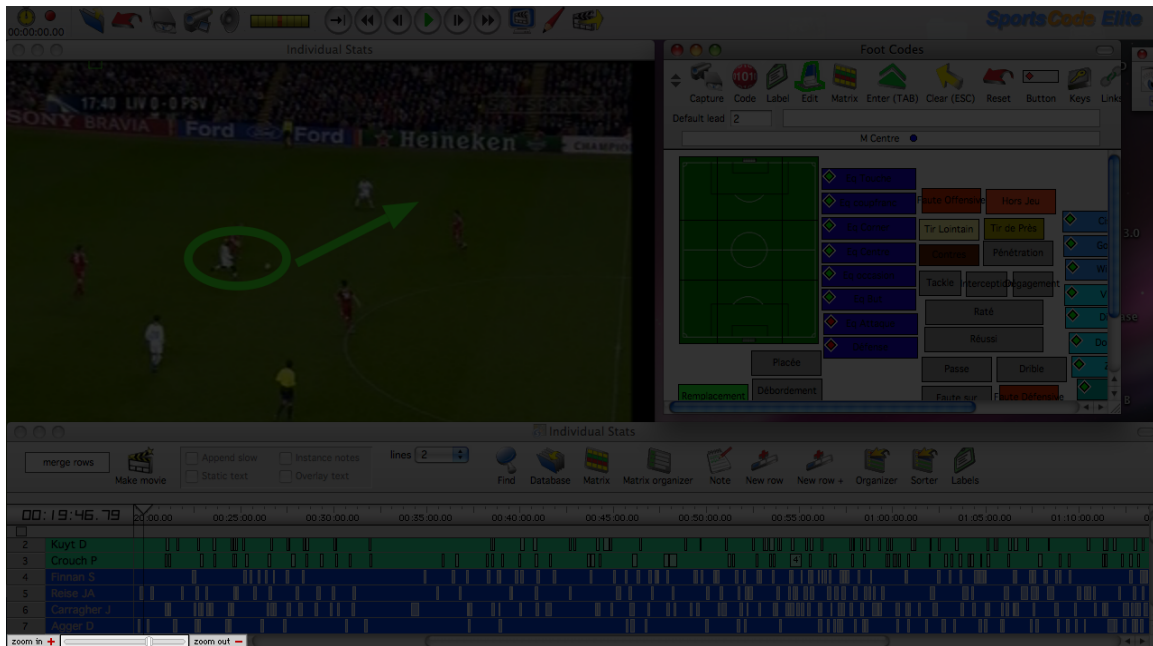 00:00:00.00
SportsCode Elite
Individual Stats
Foot Codes
17:40 LIV 0-0 PSV
SONY BRAVIA Ford Ford Heineken CHAMPIO
Capture Code Label Edit Matrix Enter (TAB) Clear (ESC) Reset Button Keys Links
Default lead 2
M Centre
Faute Offensive Hors Jeu
Tir Lointain Tir de Près
Pénétration
Tackle Interception Dégagement
Raté
Réussi
Placée
Passe Drible
Remplacement Débordement
Faute sur Faute Défensive
3.0
B
Individual Stats
merge rows
Make movie
Append slow Instance notes
Static text Overlay text
lines 2
Find Database Matrix Matrix organizer Note New row New row + Organizer Sorter Labels
00:19:46.79 20:00.00 00:25:00.00 00:30:00.00 00:35:00.00 00:40:00.00 00:45:00.00 00:50:00.00 00:55:00.00 01:00:00.00 01:05:00.00 01:10:00.00
2 Kuyt D
3 Crouch P 4
4 Finnan S
5 Reise JA
6 Carragher J
7 Agger D
zoom in + zoom out −